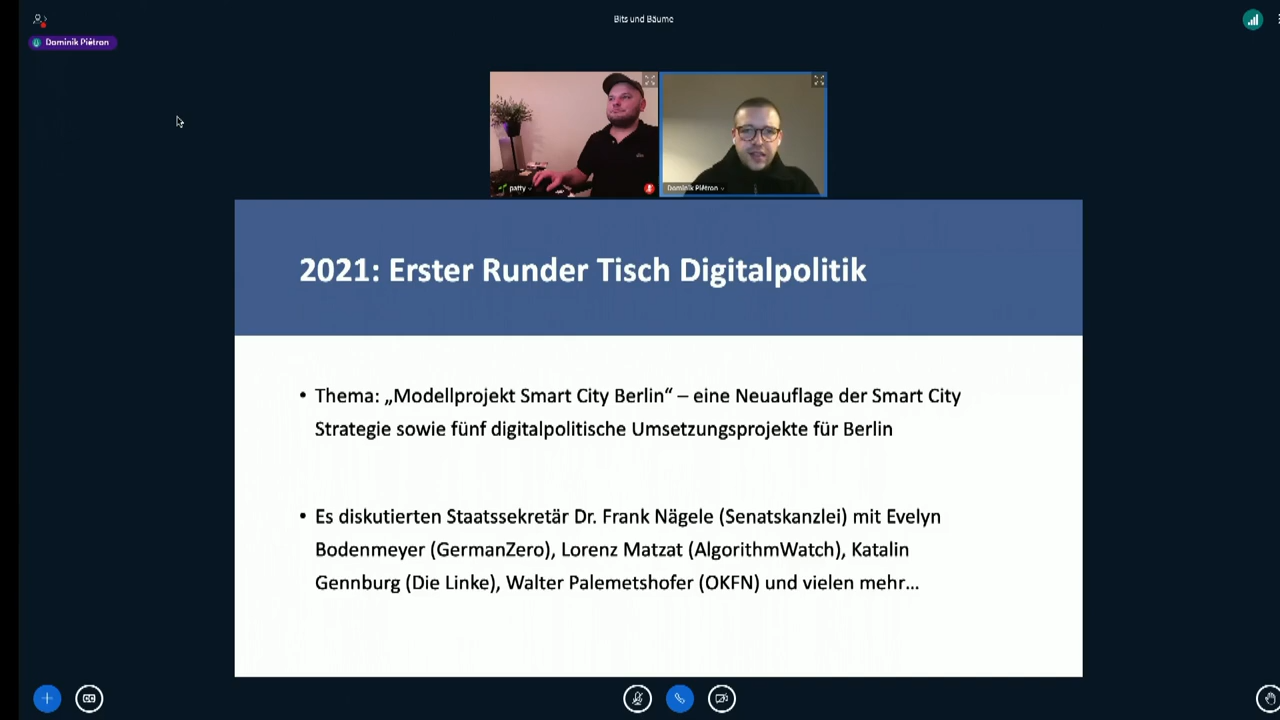 Bits und Bäume
Dominik Piétron
patty
Dominik Piétron
2021: Erster Runder Tisch Digitalpolitik
• Thema: „Modellprojekt Smart City Berlin“ – eine Neuauflage der Smart City
Strategie sowie fünf digitalpolitische Umsetzungsprojekte für Berlin
• Es diskutierten Staatssekretär Dr. Frank Nägele (Senatskanzlei) mit Evelyn
Bodenmeyer (GermanZero), Lorenz Matzat (AlgorithmWatch), Katalin
Gennburg (Die Linke), Walter Palemetshofer (OKFN) und vielen mehr...
CC